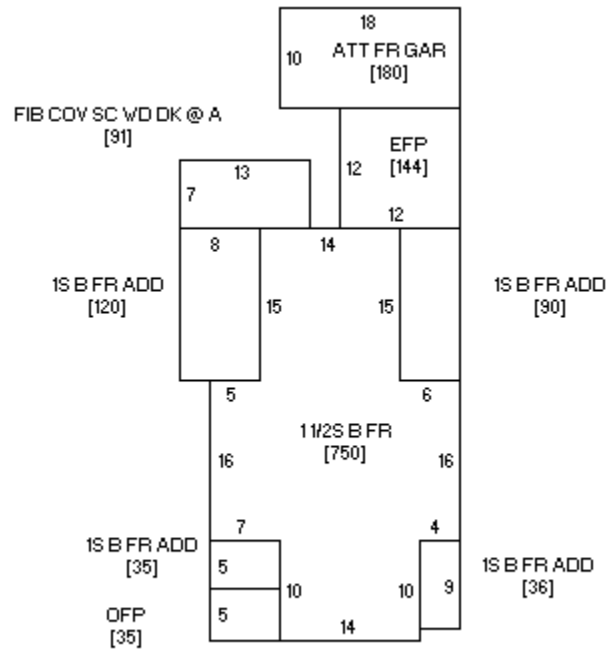 18
10 ATT FR GAR
[180]
FIB COV SC WD DK @ A
[91]
EFP
12 [144]
13
7
12
8 14
1S B FR ADD
[120]
15 15
1S B FR ADD
[90]
5 6
1 1/2S B FR
[750]
16 16
7 4
1S B FR ADD
[35]
5
10 10 9
1S B FR ADD
[36]
OFP
[35]
5
14